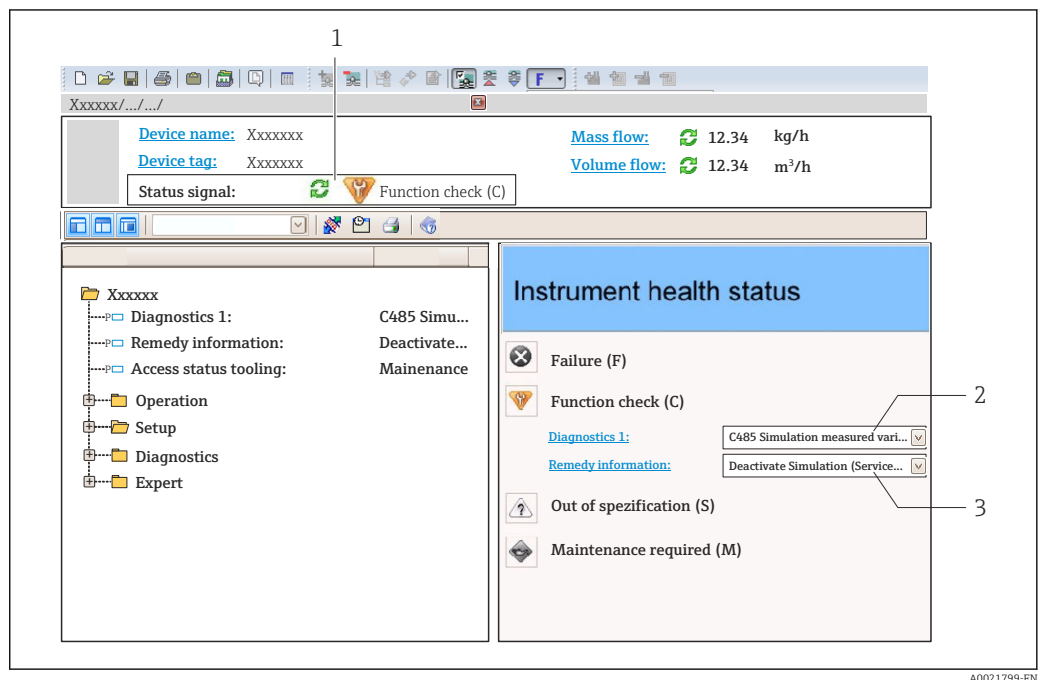 1
F
Xxxxxx/.../.../
Device name: Xxxxxxx
Mass flow: 12.34 kg/h
Device tag: Xxxxxxx
Volume flow: 12.34 m³/h
Status signal: Function check (C)
Xxxxxx
Diagnostics 1: C485 Simu...
Remedy information: Deactivate...
Access status tooling: Mainenance
Operation
Setup
Diagnostics
Expert
Instrument health status
Failure (F)
Function check (C)
2
Diagnostics 1: C485 Simulation measured vari...
Remedy information: Deactivate Simulation (Service...
Out of spezification (S)
3
Maintenance required (M)
A0021799-EN